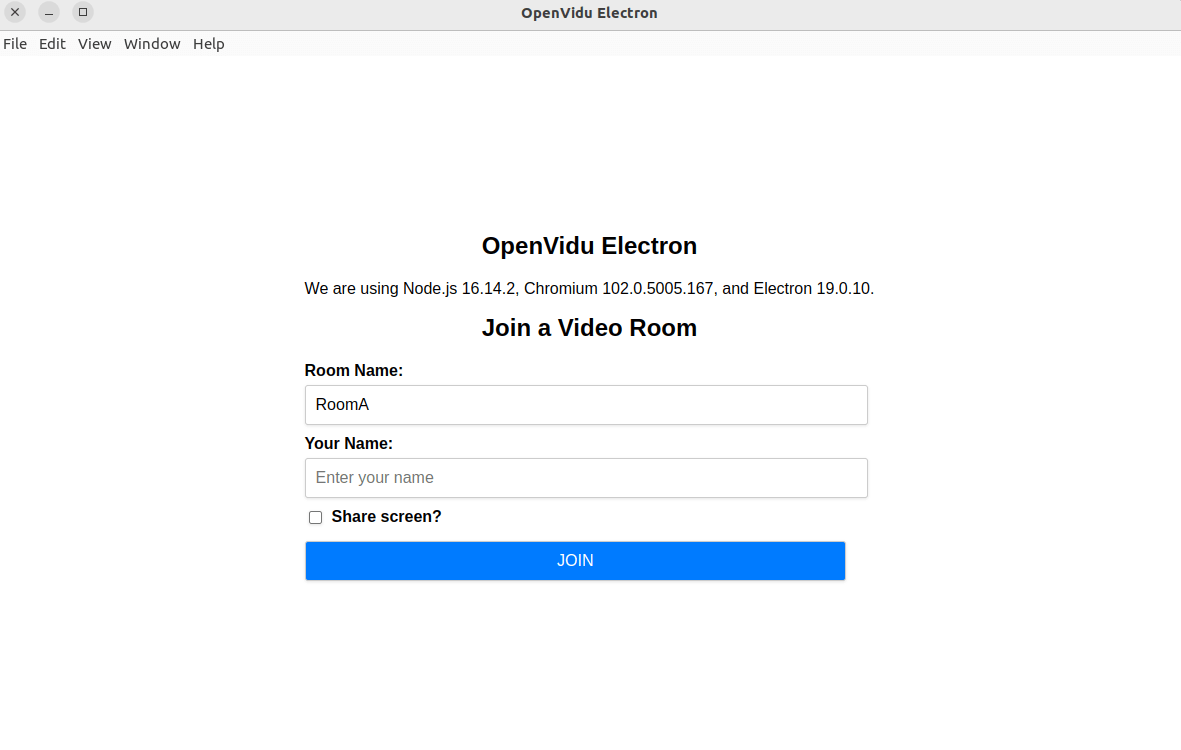 OpenVidu Electron
File Edit View Window Help
OpenVidu Electron
We are using Node.js 16.14.2, Chromium 102.0.5005.167, and Electron 19.0.10.
Join a Video Room
Room Name:
RoomA
Your Name:
Enter your name
Share screen?
JOIN